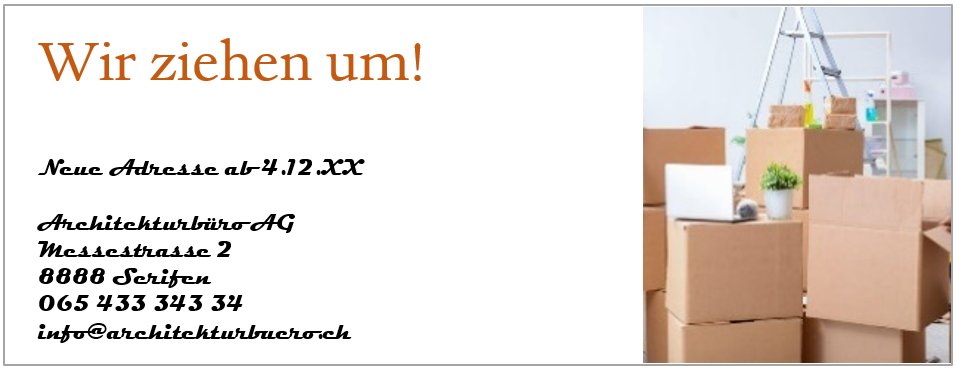 Wir ziehen um!
Neue Adresse ab 4.12.XX
Architekturbüro AG
Messestrasse 2
8888 Serifen
065 433 343 34
info@architekturbuero.ch